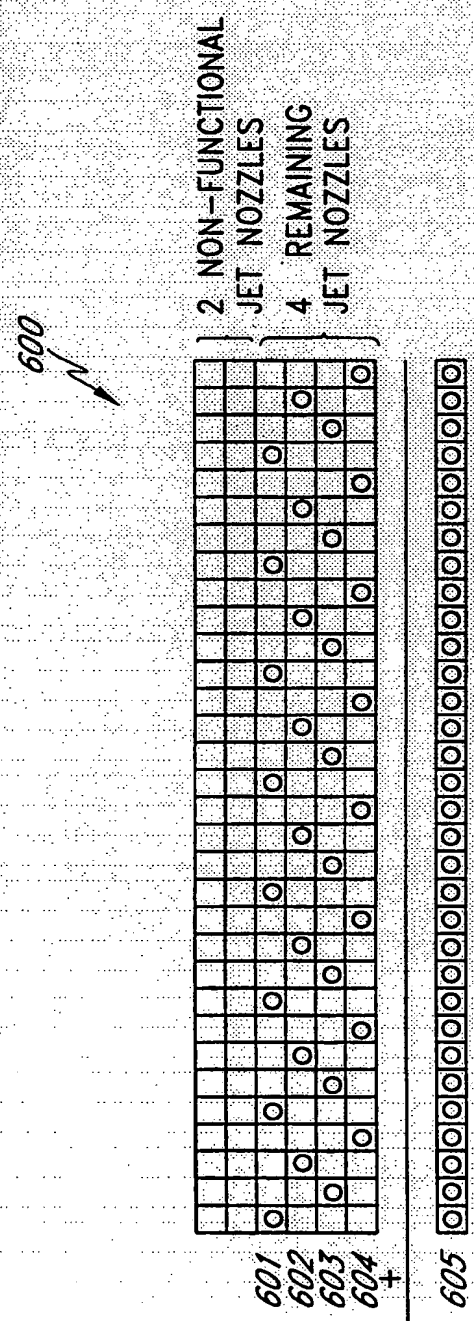 600
2 NON-FUNCTIONAL
JET NOZZLES
4 REMAINING
JET NOZZLES
601
602
603
604
+
605